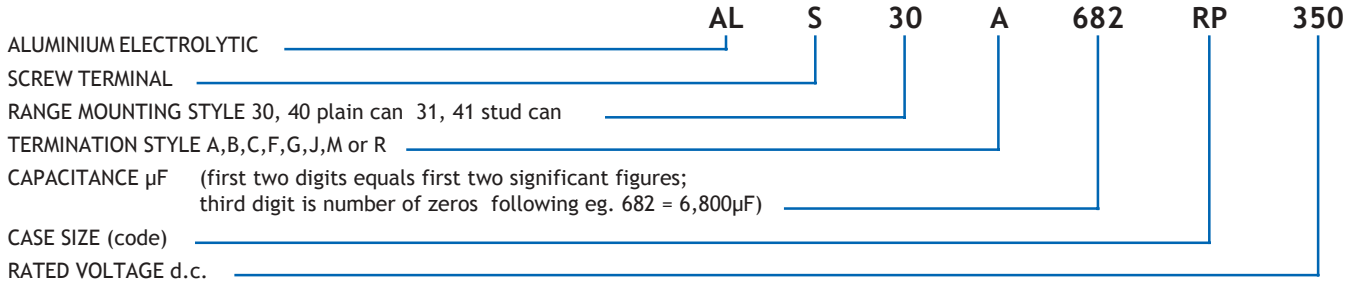 AL S 30 A 682 RP 350
ALUMINIUM ELECTROLYTIC
SCREW TERMINAL
RANGE MOUNTING STYLE 30, 40 plain can 31, 41 stud can
TERMINATION STYLE A,B,C,F,G,J,M or R
CAPACITANCE µF (first two digits equals first two significant figures;
third digit is number of zeros following eg. 682 = 6,800µF)
CASE SIZE (code)
RATED VOLTAGE d.c.